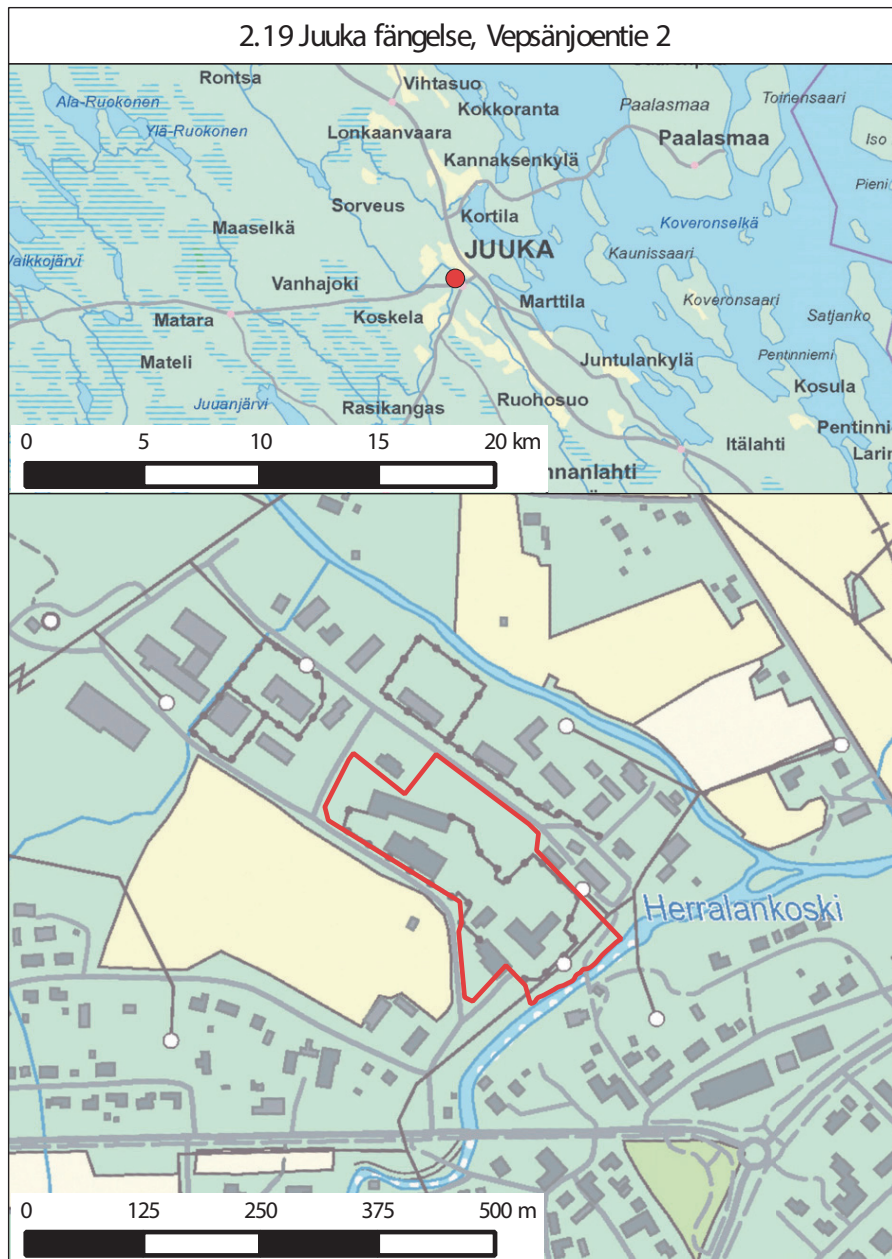 2.19 Juuka fängelse, Vepsänjoentie 2
Rontsa
Vihtasuo
Ala-Ruokonen
Kokkoranta
Paalasmaa
Toinensaari
Ylä-Ruokonen
Lonkaanvaara
Paalasmaa
Iso
Kannaksenkylä
Pieni
Sorveus
Kortila
Maaselkä
Koveronselkä
JUUKA
Kaunissaari
Vaikkojärvi
Vanhajoki
Marttila
Koveronsaari
Matara
Koskela
Satjanko
Mateli
Juntulankylä
Pentinniemi
Kosula
Juuanjärvi
Rasikangas
Ruohosuo
Pentinnie
0 5 10 15 20 km
Itälahti
Larin
nnanlahti
Herralankoski
0 125 250 375 500 m